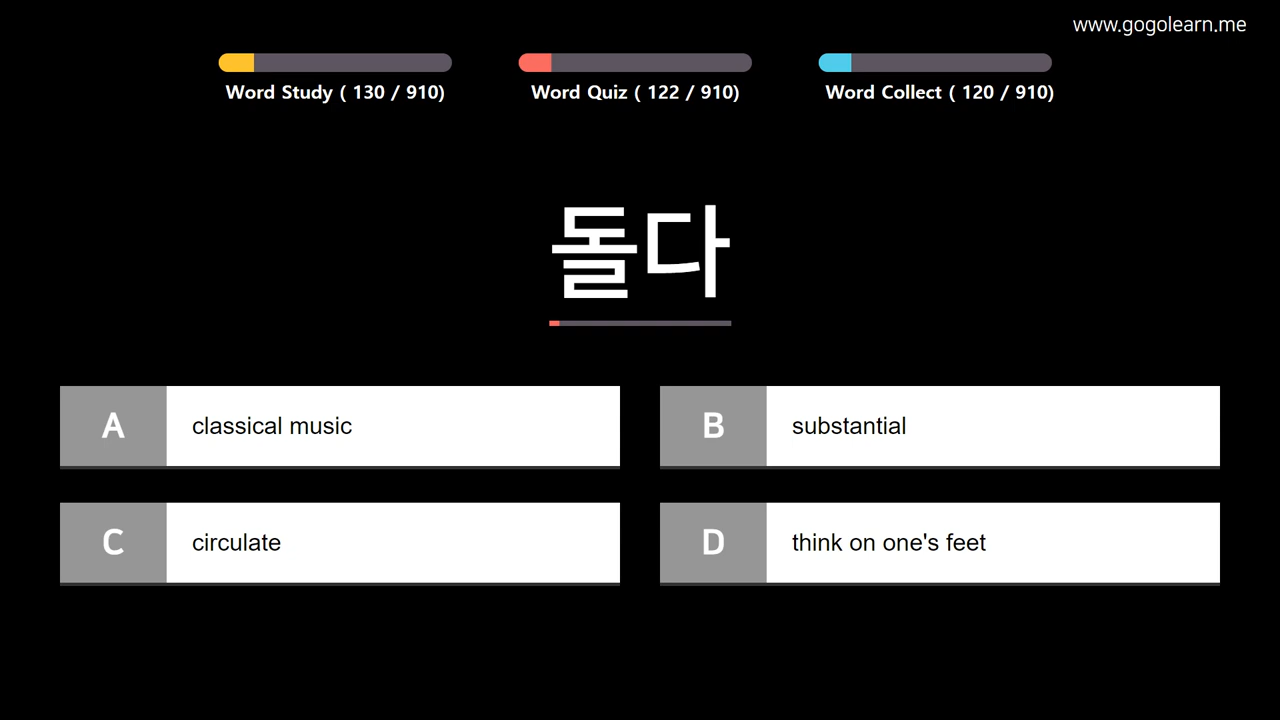 www.gogolearn.me
Word Study ( 130 / 910)
Word Quiz ( 122 / 910)
Word Collect ( 120 / 910)
돌다
A classical music
B substantial
C circulate
D think on one's feet